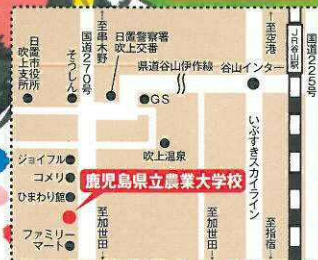 日置市役所
吹上支所
そうしん
国道270号
至串木野
日置警察署
吹上交番
県道谷山伊作線
谷山インター
至空港
JR谷山駅
国道225号
GS
いぶすきスカイライン
吹上温泉
ジョイフル
コメリ
ひまわり館
鹿児島県立農業大学校
ファミリー
マート
至加世田
至加世田
至指宿